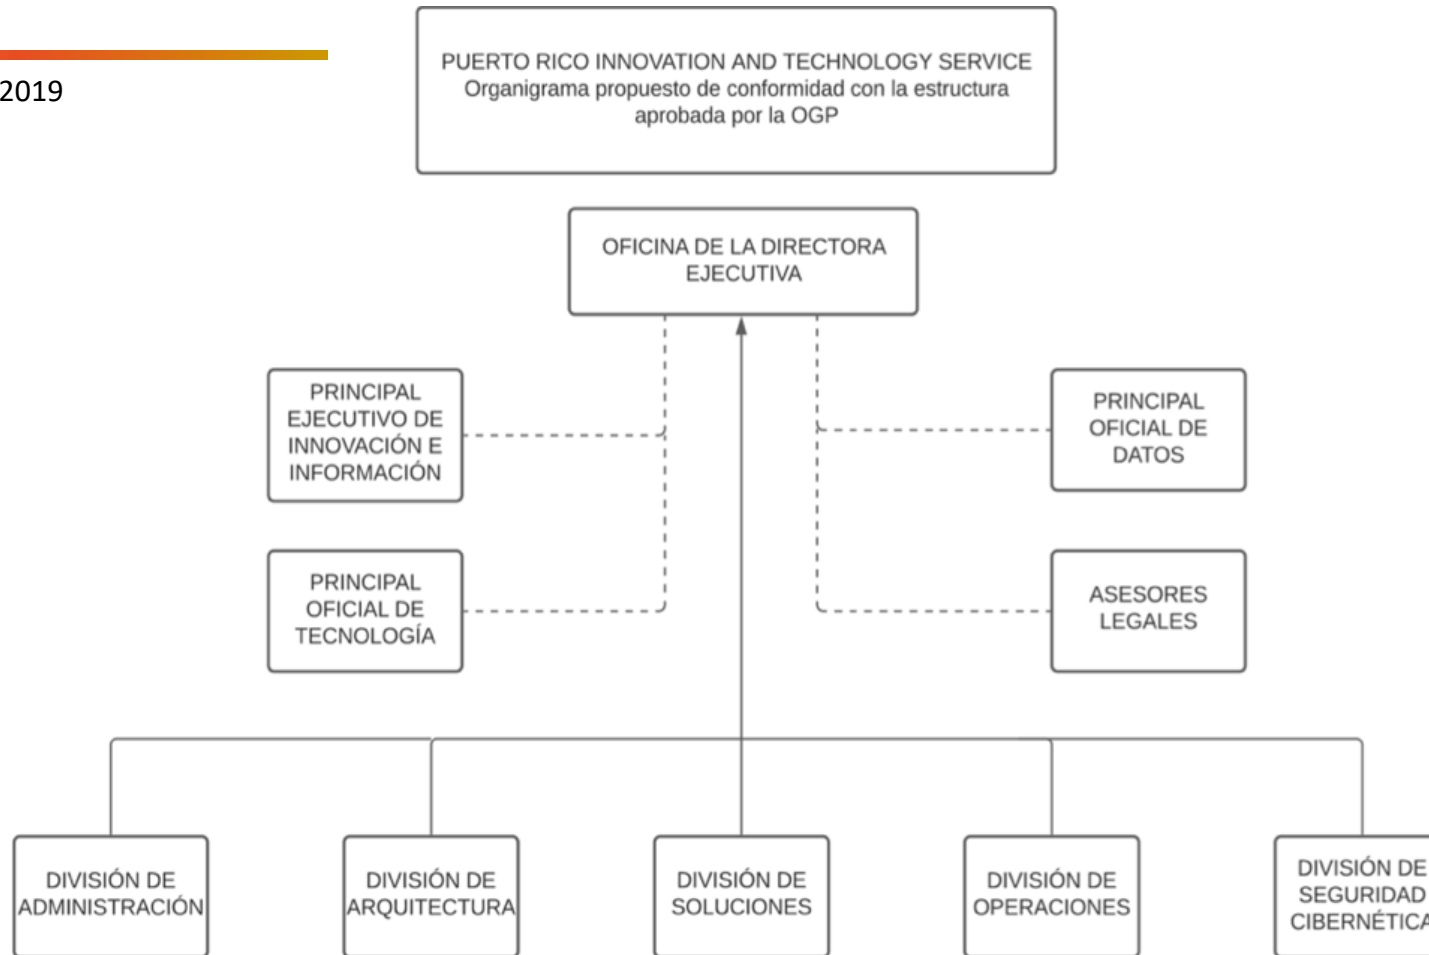 2019
PUERTO RICO INNOVATION AND TECHNOLOGY SERVICE
Organigrama propuesto de conformidad con la estructura
aprobada por la OGP
OFICINA DE LA DIRECTORA
EJECUTIVA
PRINCIPAL
EJECUTIVO DE
INNOVACIÓN E
INFORMACIÓN
PRINCIPAL
OFICIAL DE
DATOS
PRINCIPAL
OFICIAL DE
TECNOLOGÍA
ASESORES
LEGALES
DIVISIÓN DE
ADMINISTRACIÓN
DIVISIÓN DE
ARQUITECTURA
DIVISIÓN DE
SOLUCIONES
DIVISIÓN DE
OPERACIONES
DIVISIÓN DE
SEGURIDAD
CIBERNÉTICA